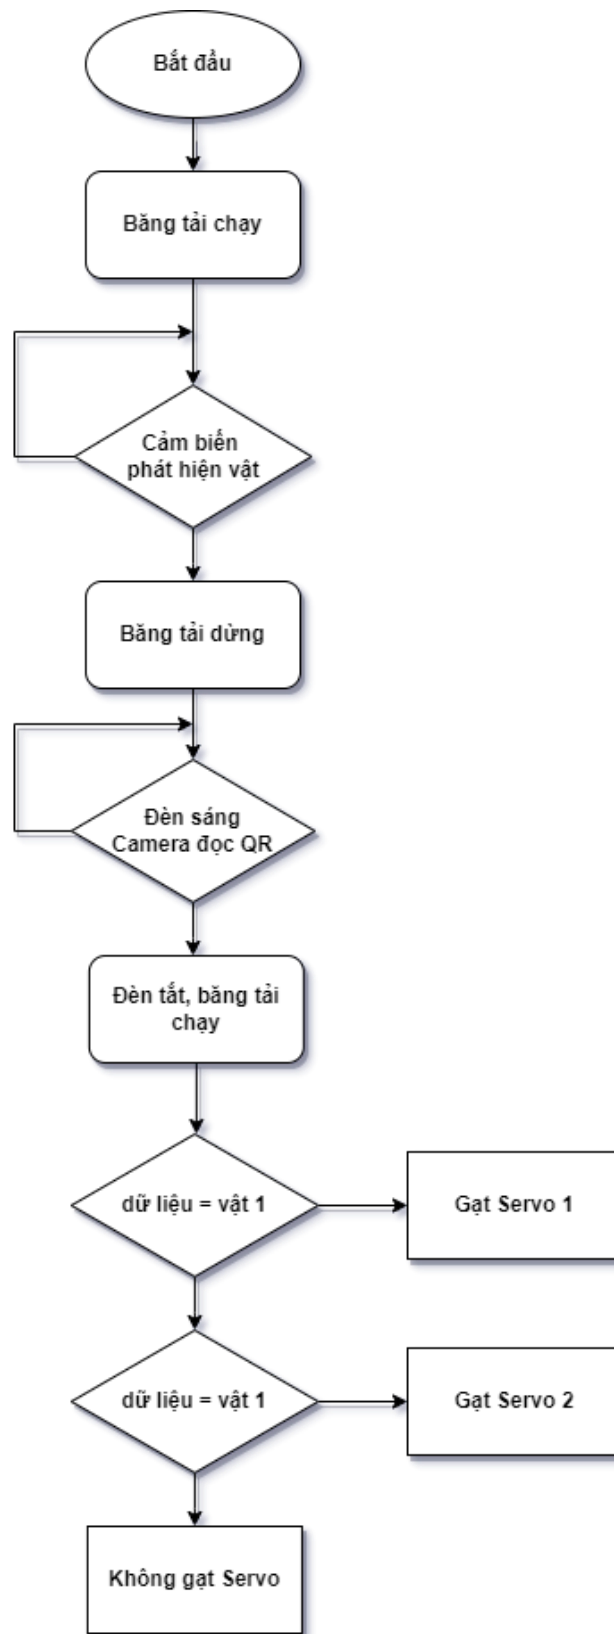 Bắt đầu
Băng tải chạy
Cảm biến
phát hiện vật
Băng tải dừng
Đèn sáng
Camera đọc QR
Đèn tắt, băng tải
chạy
dữ liệu = vật 1
Gạt Servo 1
dữ liệu = vật 1
Gạt Servo 2
Không gạt Servo